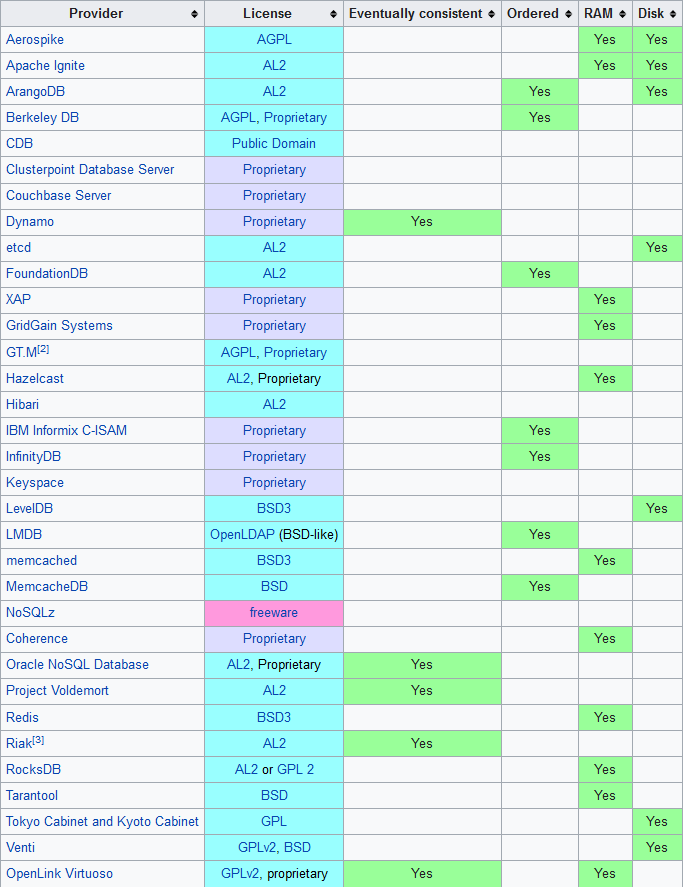 Provider License Eventually consistent Ordered RAM Disk
Aerospike AGPL Yes Yes
Apache Ignite AL2 Yes Yes
ArangoDB AL2 Yes Yes
Berkeley DB AGPL, Proprietary Yes
CDB Public Domain
Clusterpoint Database Server Proprietary
Couchbase Server Proprietary
Dynamo Proprietary Yes
etcd AL2 Yes
FoundationDB AL2 Yes
XAP Proprietary Yes
GridGain Systems Proprietary Yes
GT.M[2] AGPL, Proprietary
Hazelcast AL2, Proprietary Yes
Hibari AL2
IBM Informix C-ISAM Proprietary Yes
InfinityDB Proprietary Yes
Keyspace Proprietary
LevelDB BSD3 Yes
LMDB OpenLDAP (BSD-like) Yes
memcached BSD3 Yes
MemcacheDB BSD Yes
NoSQLz freeware
Coherence Proprietary Yes
Oracle NoSQL Database AL2, Proprietary Yes
Project Voldemort AL2 Yes
Redis BSD3 Yes
Riak[3] AL2 Yes
RocksDB AL2 or GPL 2 Yes
Tarantool BSD Yes
Tokyo Cabinet and Kyoto Cabinet GPL Yes
Venti GPLv2, BSD Yes
OpenLink Virtuoso GPLv2, proprietary Yes Yes